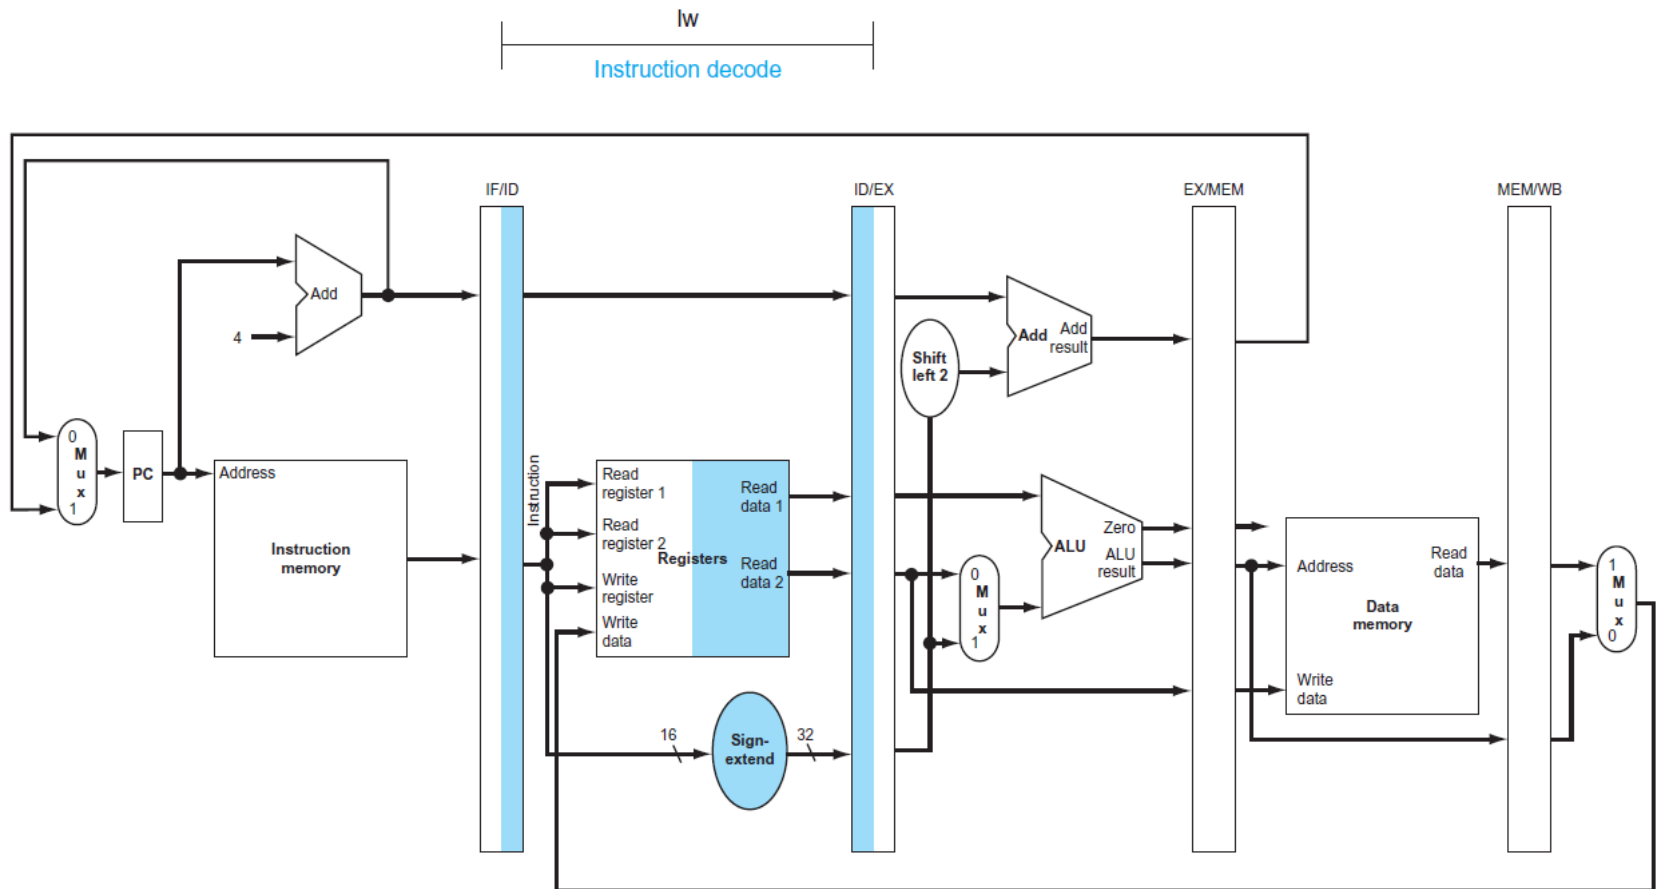 lw
Instruction decode
IF/ID
ID/EX
EX/MEM
MEM/WB
Add
4
0
M
u
x
1
PC
Address
Instruction
memory
Instruction
Read
register 1
Read
register 2
Write
register
Write
data
Registers
Read
data 1
Read
data 2
16
Sign-
extend
32
Shift
left 2
Add
Add
result
0
M
u
x
1
ALU
Zero
ALU
result
Address
Write
data
Data
memory
Read
data
1
M
u
x
0